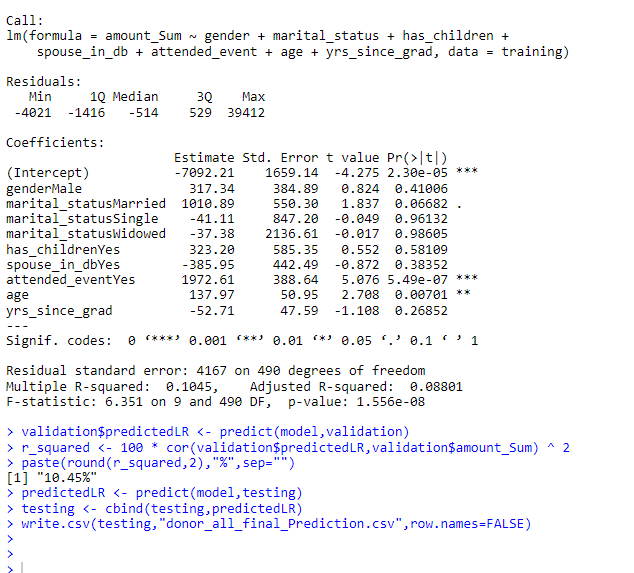 Call:
lm(formula = amount_Sum ~ gender + marital_status + has_children +
    spouse_in_db + attended_event + age + yrs_since_grad, data = training)

Residuals:
   Min     1Q Median     3Q    Max
 -4021  -1416   -514    529  39412

Coefficients:
                      Estimate Std. Error t value Pr(>|t|)
(Intercept)           -7092.21    1659.14  -4.275 2.30e-05 ***
genderMale              317.34     384.89   0.824  0.41006
marital_statusMarried  1010.89     550.30   1.837  0.06682 .
marital_statusSingle    -41.11     847.20  -0.049  0.96132
marital_statusWidowed   -37.38    2136.61  -0.017  0.98605
has_childrenYes         323.20     585.35   0.552  0.58109
spouse_in_dbYes        -385.95     442.49  -0.872  0.38352
attended_eventYes      1972.61     388.64   5.076 5.49e-07 ***
age                     137.97      50.95   2.708  0.00701 **
yrs_since_grad          -52.71      47.59  -1.108  0.26852
---
Signif. codes:  0 ‘***’ 0.001 ‘**’ 0.01 ‘*’ 0.05 ‘.’ 0.1 ‘ ’ 1

Residual standard error: 4167 on 490 degrees of freedom
Multiple R-squared:  0.1045,    Adjusted R-squared:  0.08801
F-statistic: 6.351 on 9 and 490 DF,  p-value: 1.556e-08

> validation$predictedLR <- predict(model,validation)
> r_squared <- 100 * cor(validation$predictedLR,validation$amount_Sum) ^ 2
> paste(round(r_squared,2),"%",sep="")
[1] "10.45%"
> predictedLR <- predict(model,testing)
> testing <- cbind(testing,predictedLR)
> write.csv(testing,"donor_all_final_Prediction.csv",row.names=FALSE)
>
>
>